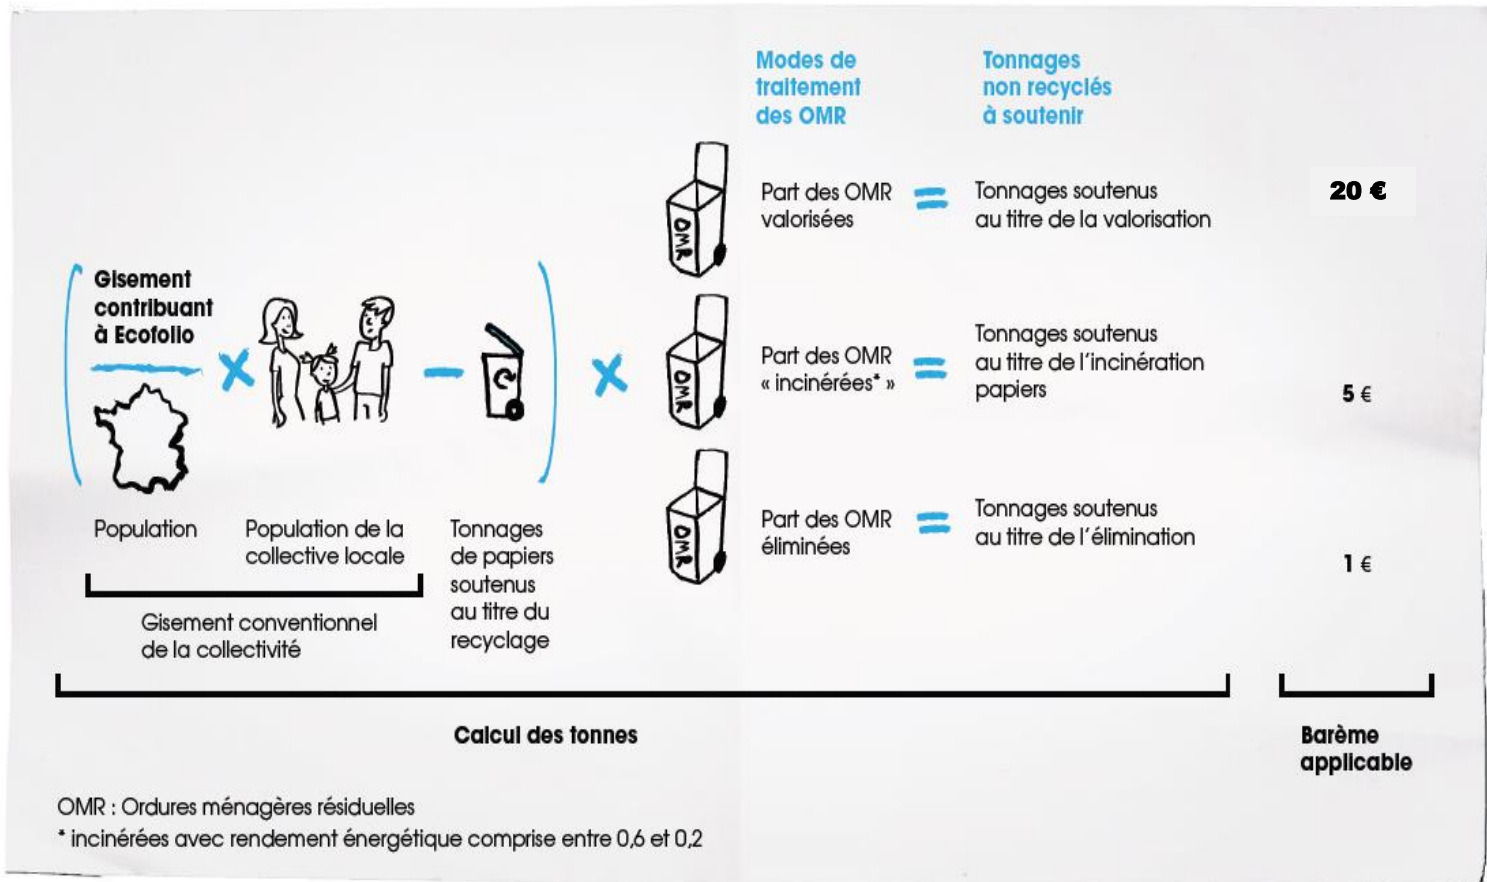 Modes de
traitement
des OMR
Tonnages
non recyclés
à soutenir
OMR
Part des OMR
valorisées
Tonnages soutenus
au titre de la valorisation
20 €
Gisement
contribuant
à Ecofolio
OMR
Part des OMR
« incinérées* »
Tonnages soutenus
au titre de l'incinération
papiers
5 €
OMR
Part des OMR
éliminées
Tonnages soutenus
au titre de l'élimination
1 €
Population
Population de la
collective locale
Tonnages
de papiers
soutenus
au titre du
recyclage
Gisement conventionnel
de la collectivité
Calcul des tonnes
Barème
applicable
OMR : Ordures ménagères résiduelles
* incinérées avec rendement énergétique comprise entre 0,6 et 0,2